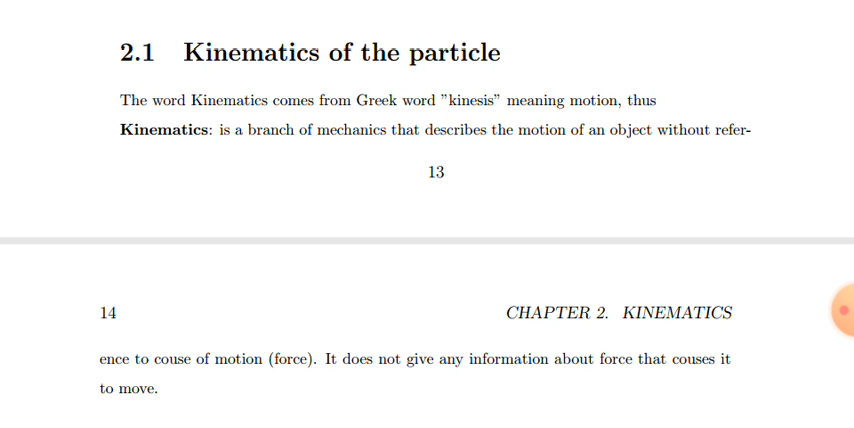 2.1 Kinematics of the particle
The word Kinematics comes from Greek word ”kinesis” meaning motion, thus
Kinematics: is a branch of mechanics that describes the motion of an object without refer-
13
14 CHAPTER 2. KINEMATICS
ence to couse of motion (force). It does not give any information about force that couses it
to move.